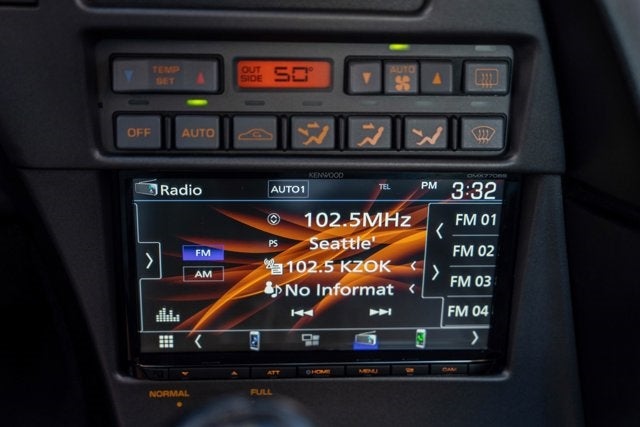 TEMP SET
OUT SIDE 50°
AUTO
OFF
AUTO
KENWOOD
Radio
AUTO1
TEL
PM 3:32
102.5MHz
PS Seattle'
102.5 KZOK
No Informat
FM
AM
FM 01
FM 02
FM 03
FM 04
ATT
HOME
MENU
CAM
NORMAL
FULL